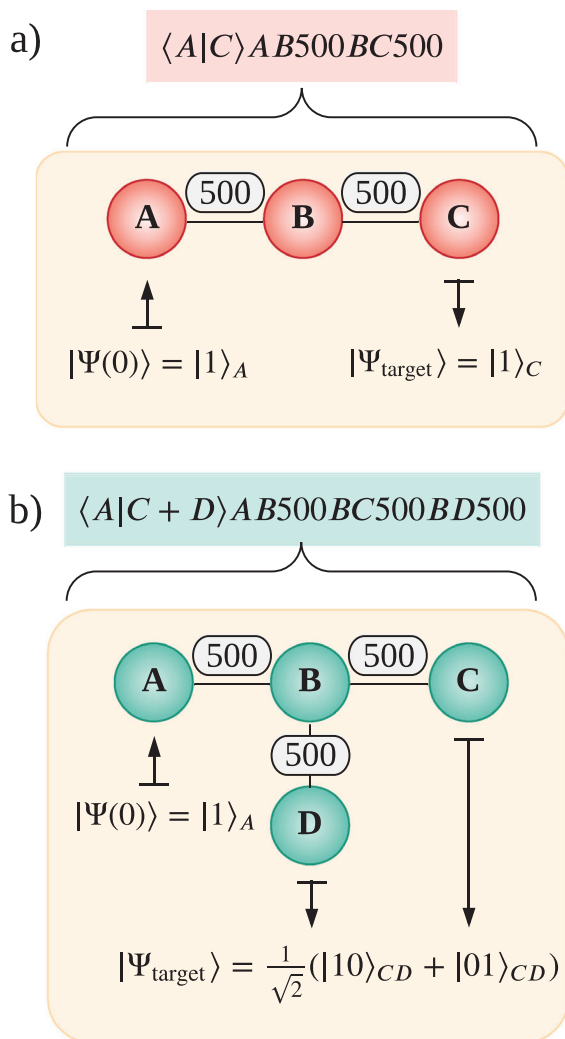 a)
⟨A|C⟩AB500BC500
500 500
A B C
|Ψ(0)⟩ = |1⟩_A |Ψ_target⟩ = |1⟩_C
b)
⟨A|C + D⟩AB500BC500BD500
500 500
A B C
500
|Ψ(0)⟩ = |1⟩_A
D
|Ψ_target⟩ = 1/√2 (|10⟩_CD + |01⟩_CD)